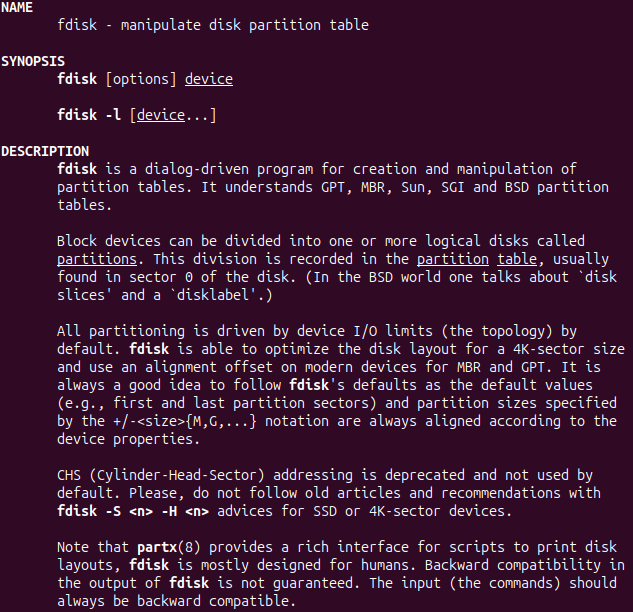 NAME
fdisk - manipulate disk partition table
SYNOPSIS
fdisk [options] device
fdisk -l [device...]
DESCRIPTION
fdisk is a dialog-driven program for creation and manipulation of
partition tables. It understands GPT, MBR, Sun, SGI and BSD partition
tables.
Block devices can be divided into one or more logical disks called
partitions. This division is recorded in the partition table, usually
found in sector 0 of the disk. (In the BSD world one talks about `disk
slices' and a `disklabel'.)
All partitioning is driven by device I/O limits (the topology) by
default. fdisk is able to optimize the disk layout for a 4K-sector size
and use an alignment offset on modern devices for MBR and GPT. It is
always a good idea to follow fdisk's defaults as the default values
(e.g., first and last partition sectors) and partition sizes specified
by the +/-<size>{M,G,...} notation are always aligned according to the
device properties.
CHS (Cylinder-Head-Sector) addressing is deprecated and not used by
default. Please, do not follow old articles and recommendations with
fdisk -S <n> -H <n> advices for SSD or 4K-sector devices.
Note that partx(8) provides a rich interface for scripts to print disk
layouts, fdisk is mostly designed for humans. Backward compatibility in
the output of fdisk is not guaranteed. The input (the commands) should
always be backward compatible.